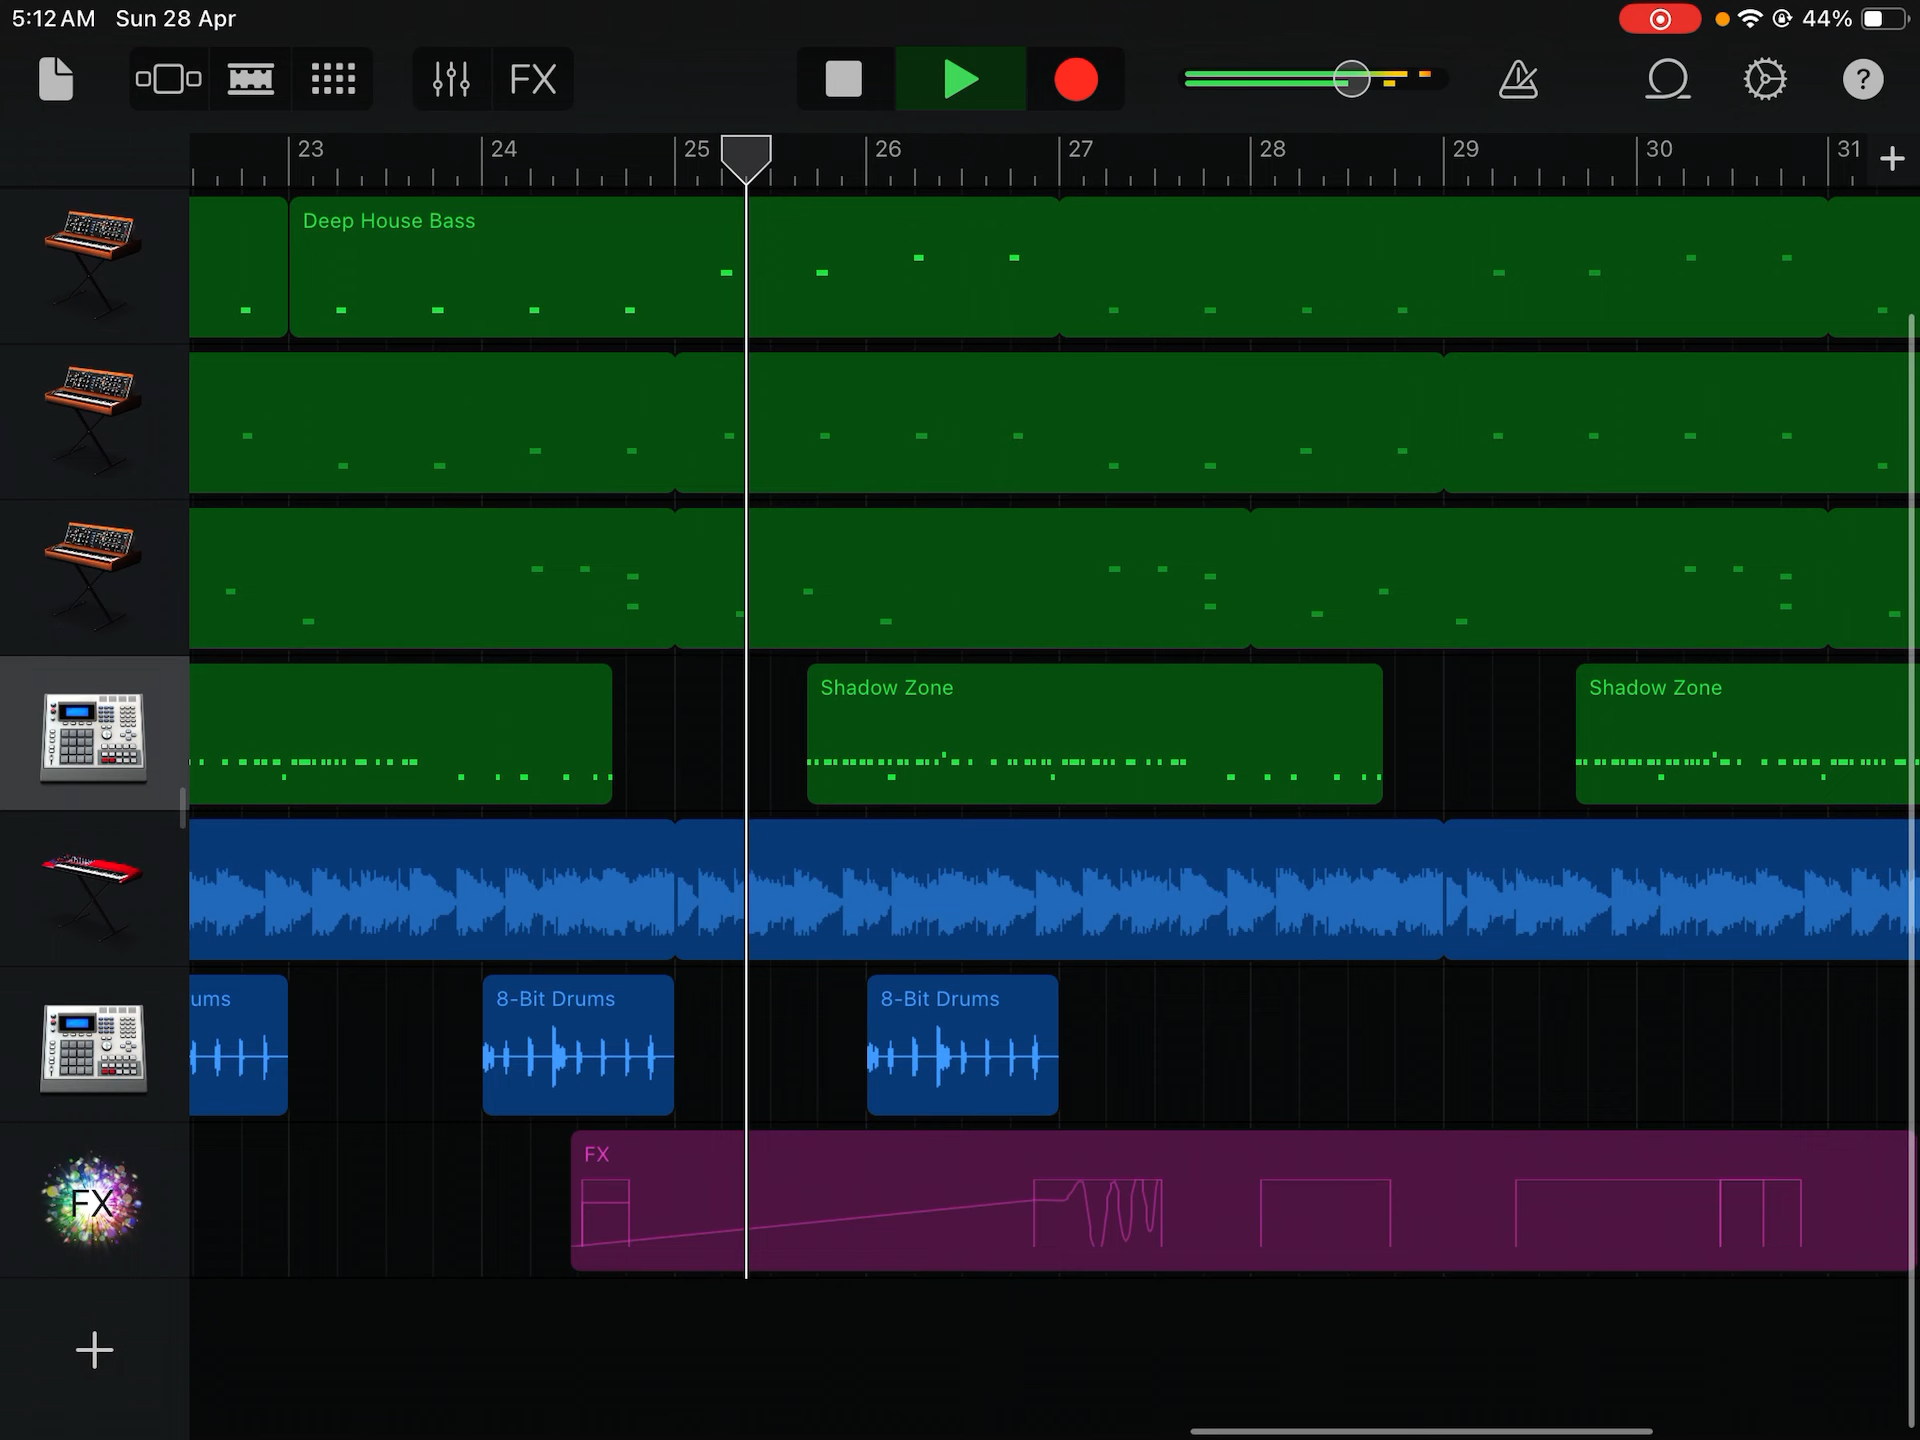 5:12 AM Sun 28 Apr
44%
FX
?
23 24 25 26 27 28 29 30 31
Deep House Bass
Shadow Zone
Shadow Zone
ums
8-Bit Drums
8-Bit Drums
FX
FX